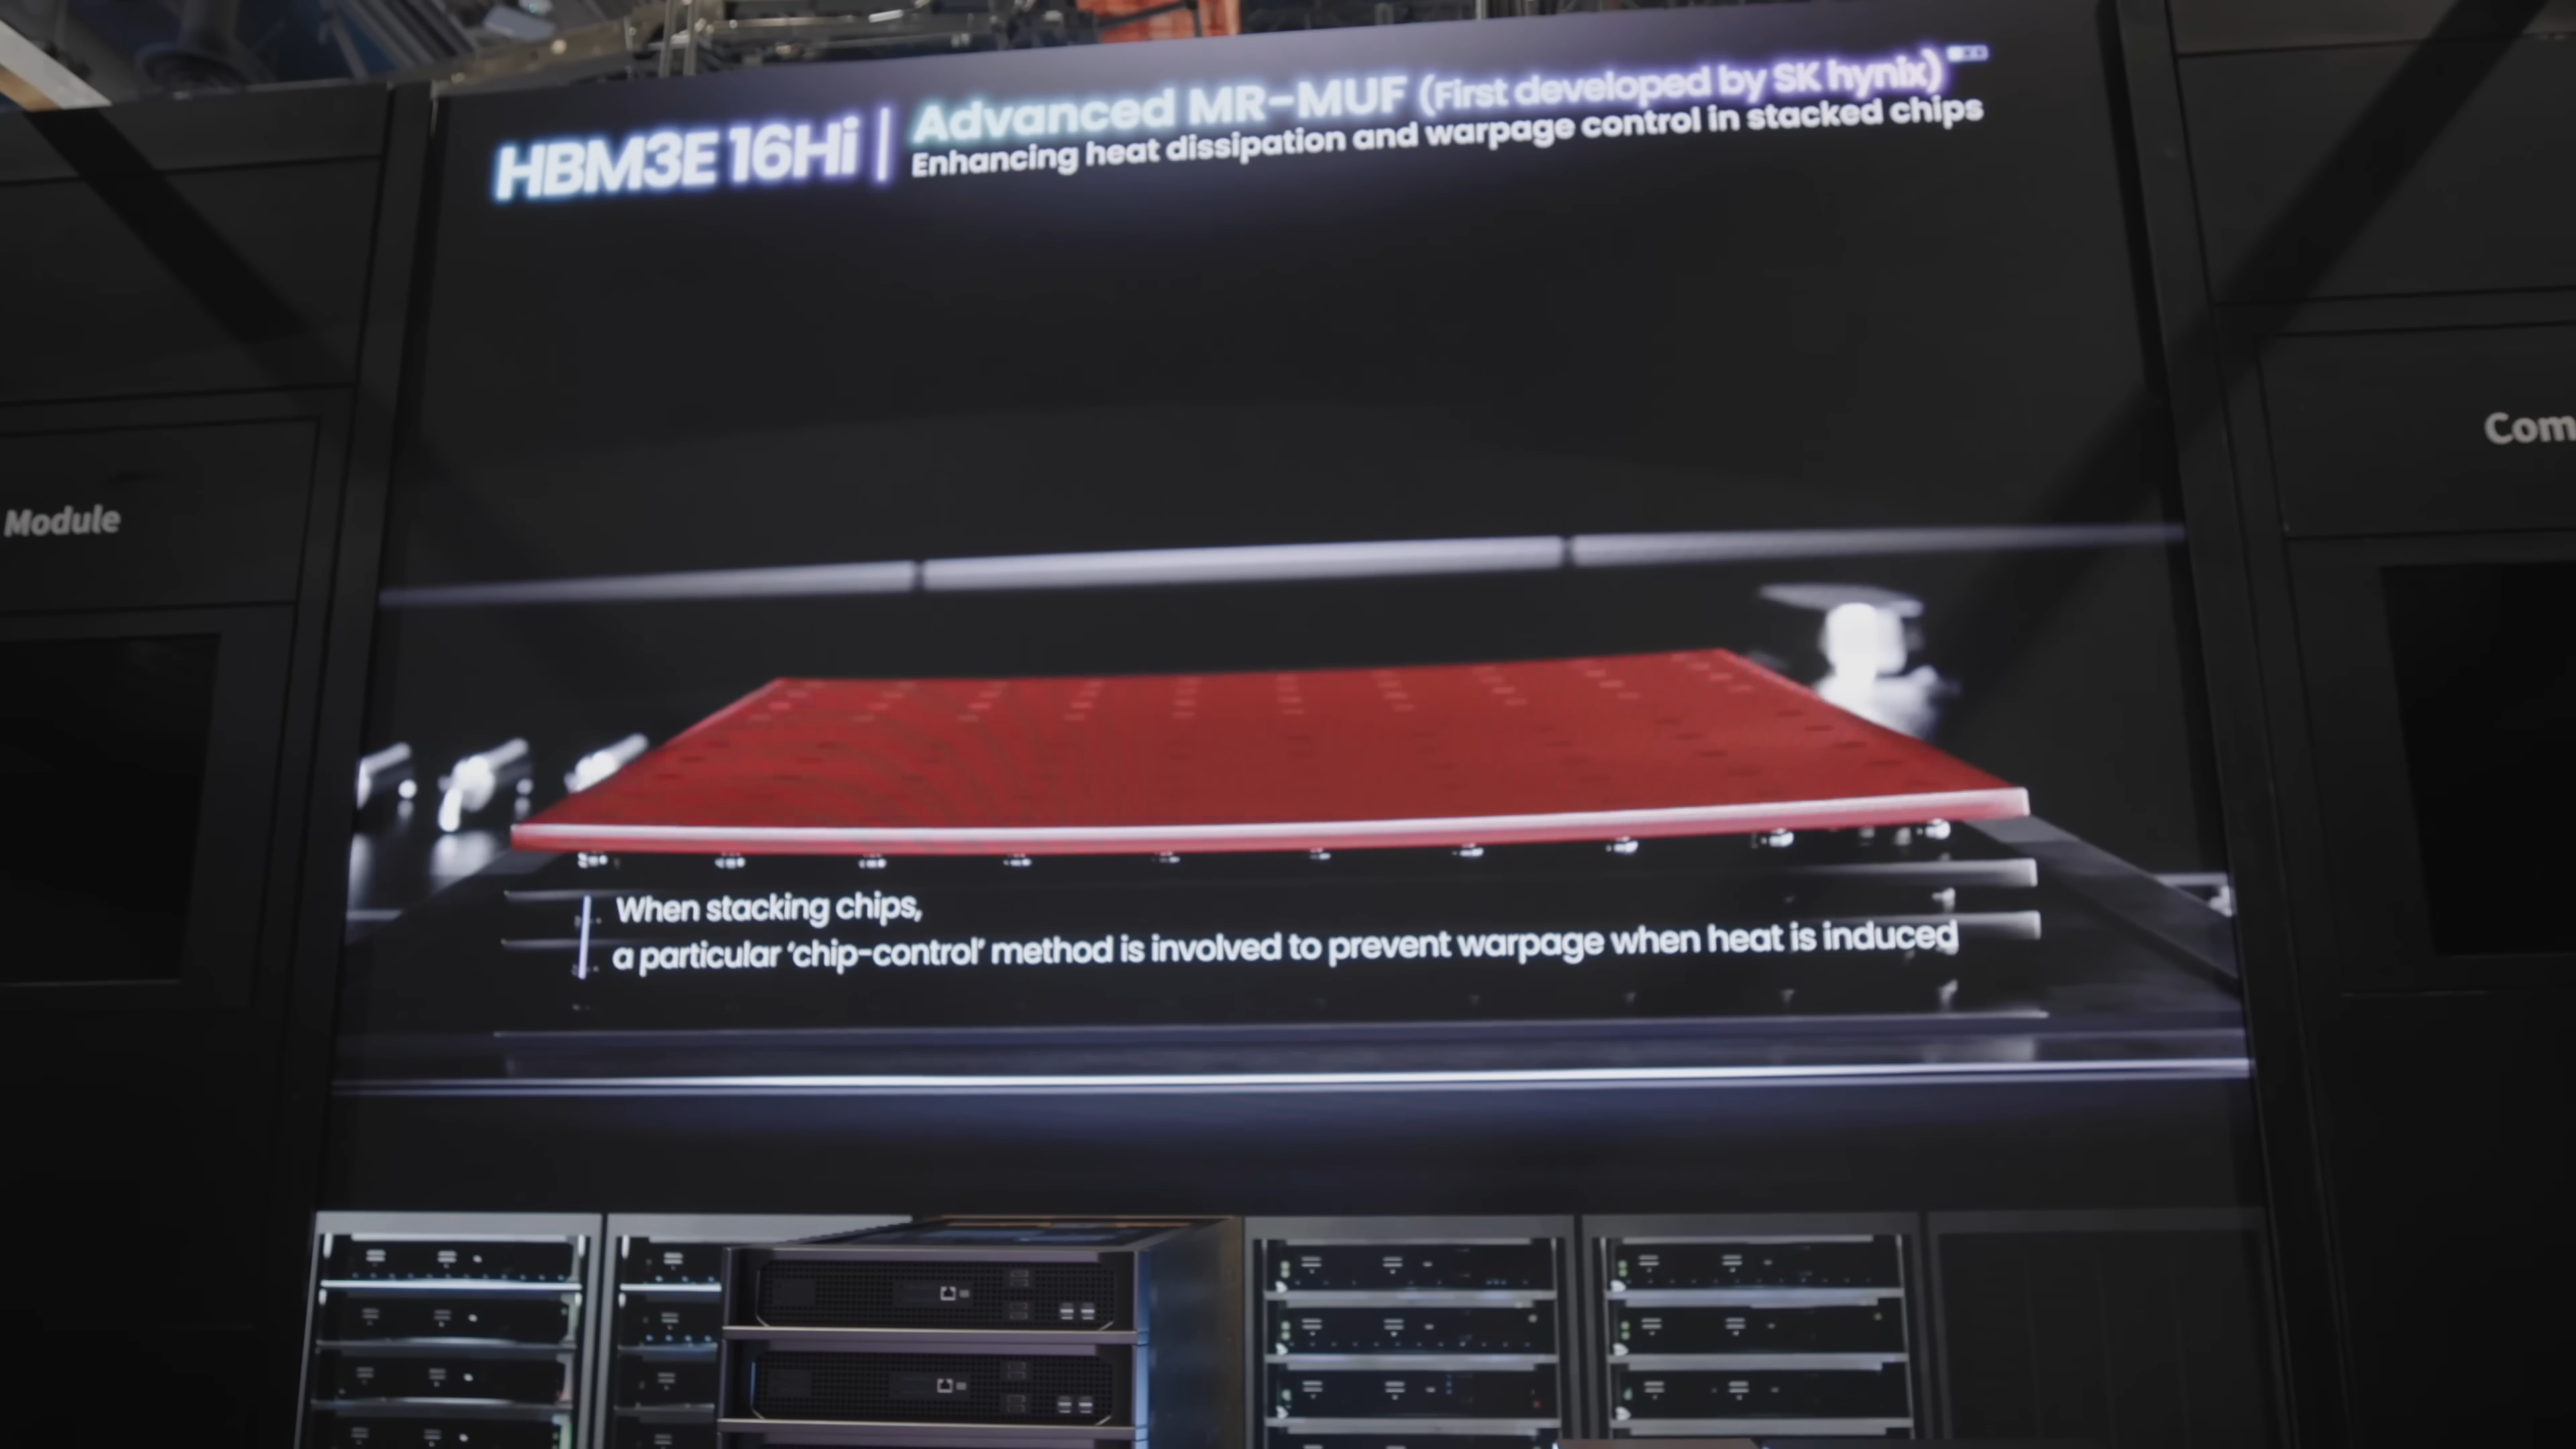 HBM3E 16Hi
Advanced MR-MUF (First developed by SK hynix)
Enhancing heat dissipation and warpage control in stacked chips
Module
Com
When stacking chips,
a particular ‘chip-control’ method is involved to prevent warpage when heat is induced